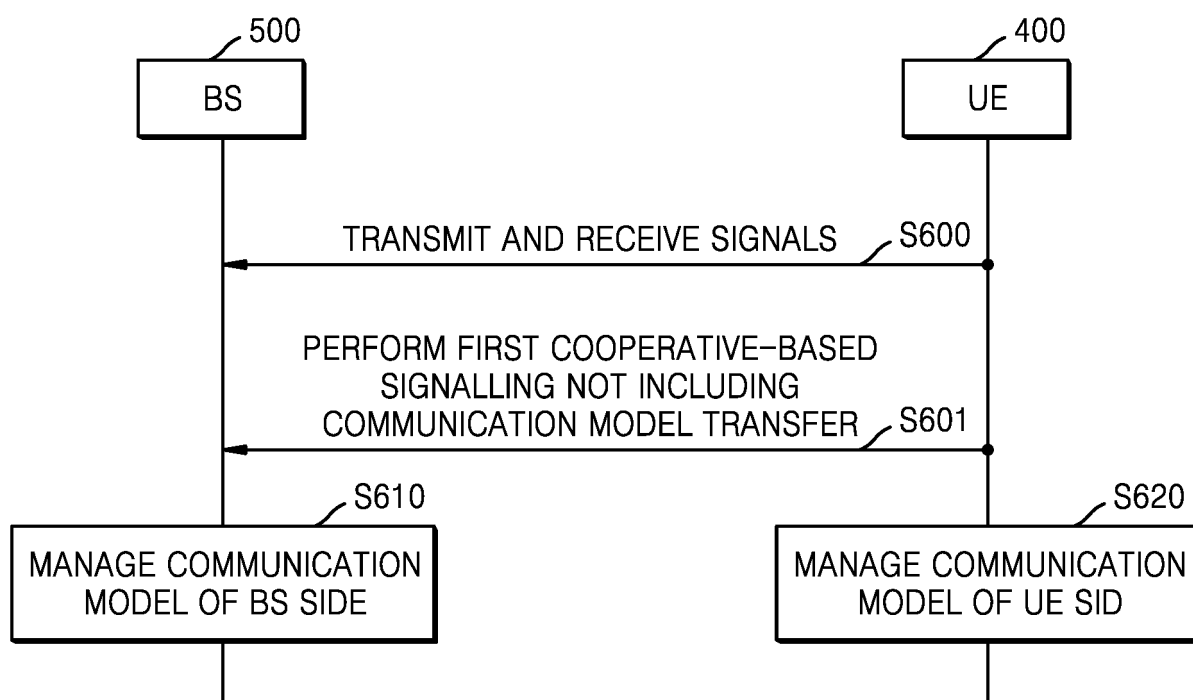 500
400
BS
UE
TRANSMIT AND RECEIVE SIGNALS
S600
PERFORM FIRST COOPERATIVE-BASED
SIGNALLING NOT INCLUDING
COMMUNICATION MODEL TRANSFER
S601
S610
S620
MANAGE COMMUNICATION
MODEL OF BS SIDE
MANAGE COMMUNICATION
MODEL OF UE SID